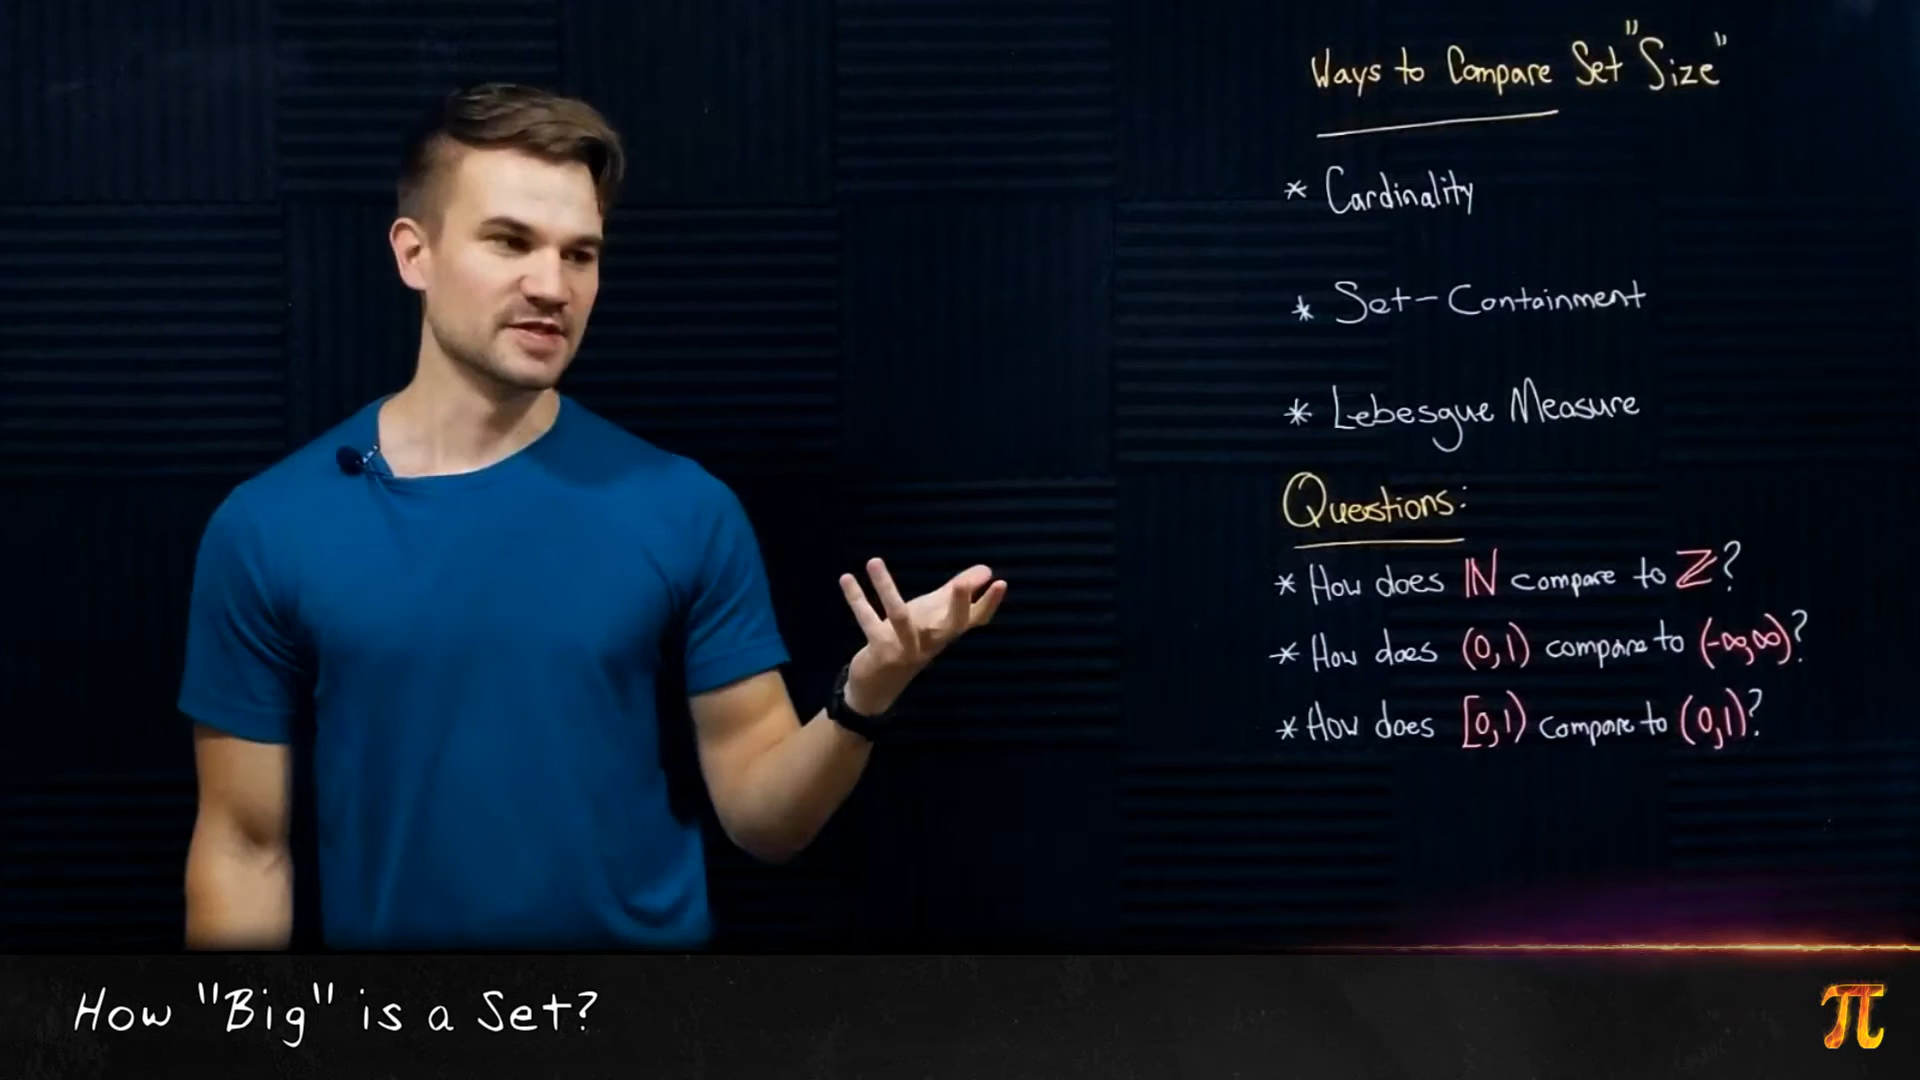 Ways to Compare Set "Size"
* Cardinality
* Set-Containment
* Lebesgue Measure
Questions:
* How does ℕ compare to ℤ?
* How does (0,1) compare to (-∞,∞)?
* How does [0,1) compare to (0,1)?
How "Big" is a Set?
π